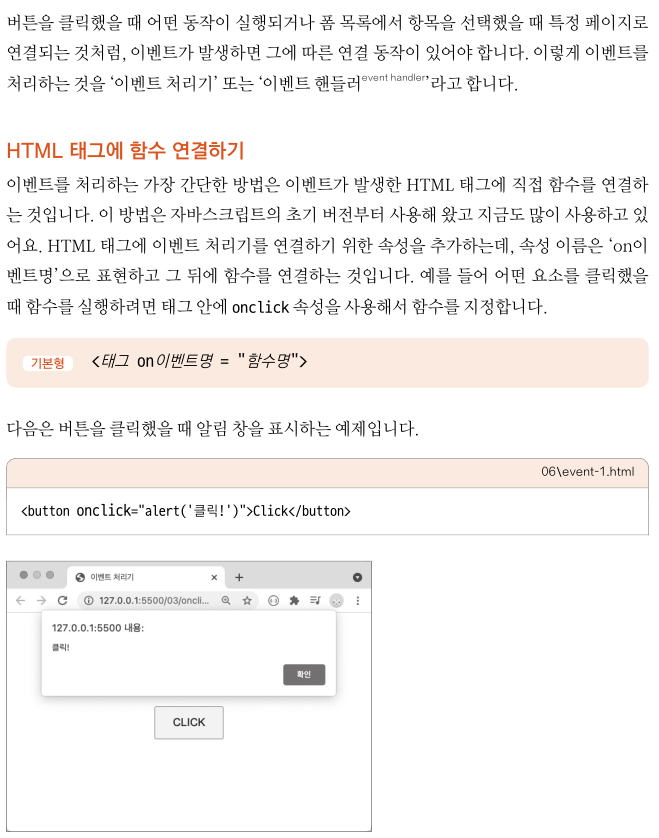 버튼을 클릭했을 때 어떤 동작이 실행되거나 폼 목록에서 항목을 선택했을 때 특정 페이지로
연결되는 것처럼, 이벤트가 발생하면 그에 따른 연결 동작이 있어야 합니다. 이렇게 이벤트를
처리하는 것을 ‘이벤트 처리기’ 또는 ‘이벤트 핸들러event handler’라고 합니다.
HTML 태그에 함수 연결하기
이벤트를 처리하는 가장 간단한 방법은 이벤트가 발생한 HTML 태그에 직접 함수를 연결하
는 것입니다. 이 방법은 자바스크립트의 초기 버전부터 사용해 왔고 지금도 많이 사용하고 있
어요. HTML 태그에 이벤트 처리기를 연결하기 위한 속성을 추가하는데, 속성 이름은 ‘on이
벤트명’으로 표현하고 그 뒤에 함수를 연결하는 것입니다. 예를 들어 어떤 요소를 클릭했을
때 함수를 실행하려면 태그 안에 onclick 속성을 사용해서 함수를 지정합니다.
기본형 <태그 on이벤트명 = "함수명">
다음은 버튼을 클릭했을 때 알림 창을 표시하는 예제입니다.
06\event-1.html
<button onclick="alert('클릭!')">Click</button>
이벤트 처리기
127.0.0.1:5500/03/oncli...
127.0.0.1:5500 내용:
클릭!
확인
CLICK